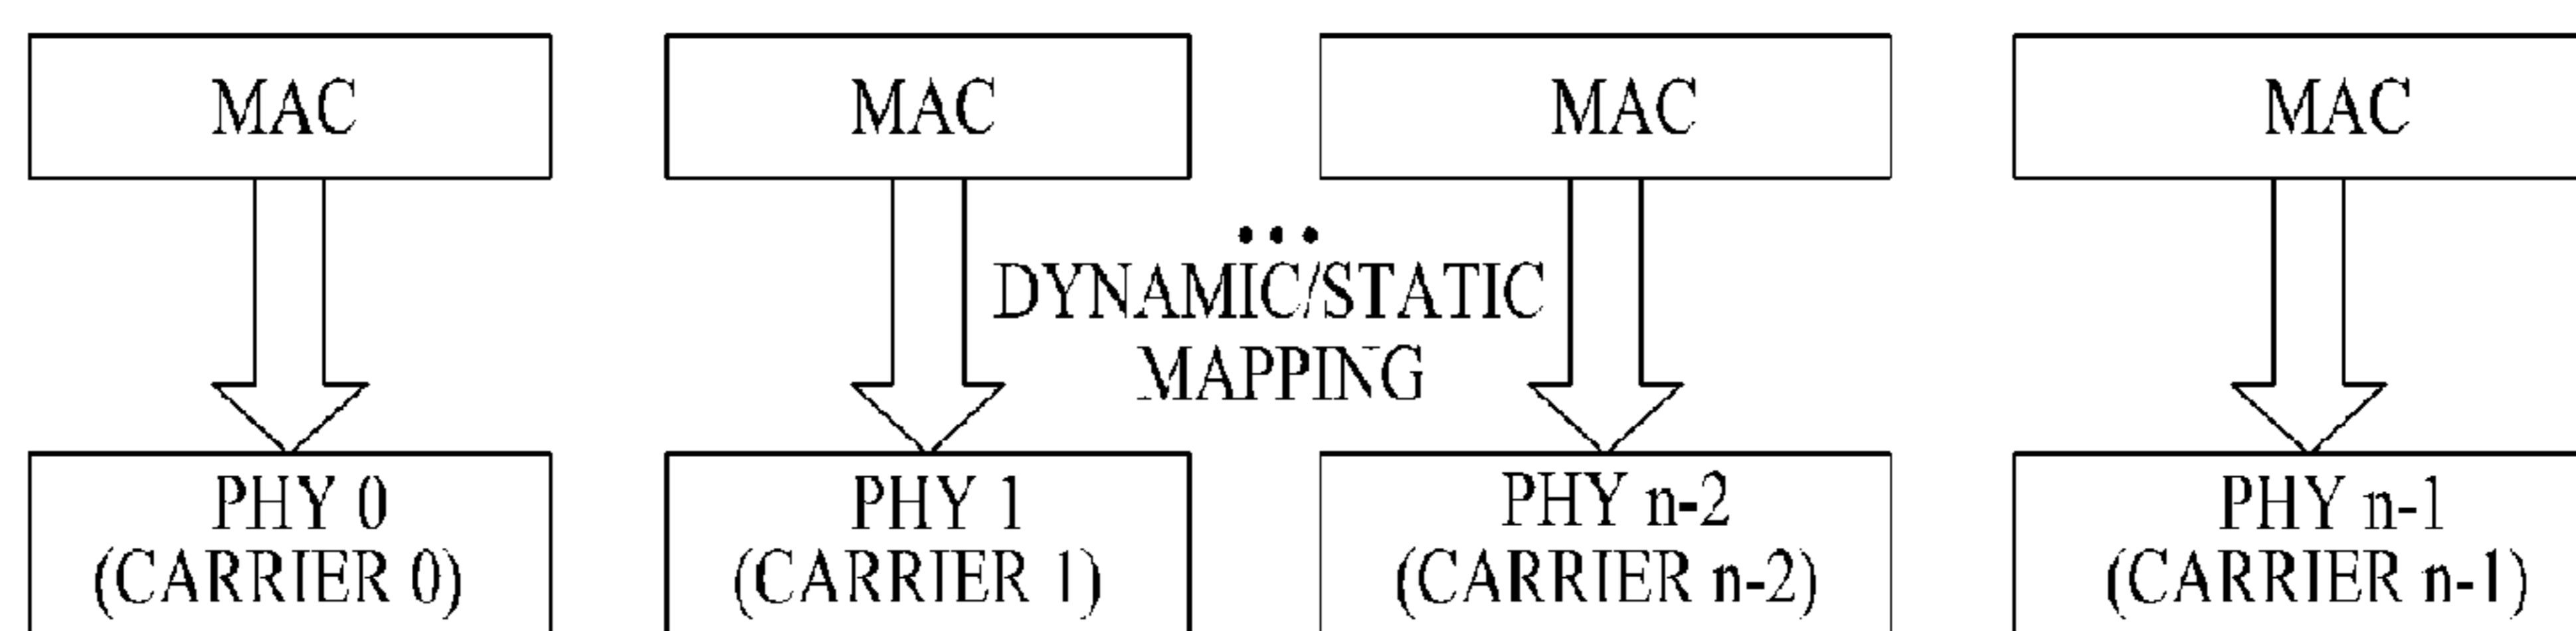 MAC MAC MAC MAC
...
DYNAMIC/STATIC
MAPPING
PHY 0 PHY 1 PHY n-2 PHY n-1
(CARRIER 0) (CARRIER 1) (CARRIER n-2) (CARRIER n-1)